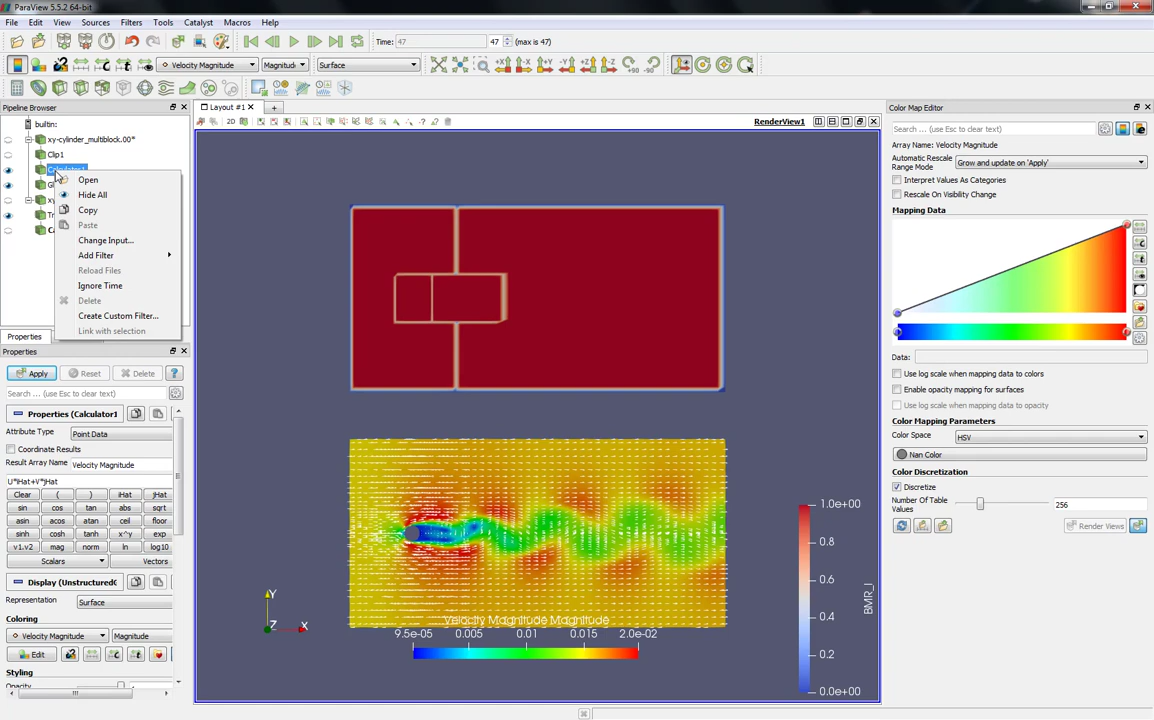 ParaView 5.5.2 64-bit
File Edit View Sources Filters Tools Catalyst Macros Help
Time: 47 47 (max is 47)
Velocity Magnitude Magnitude Surface
Pipeline Browser
Layout #1
Color Map Editor
2D
RenderView1
builtin:
xy-cylinder_multiblock.00*
Clip1
Calculator1
Open
Hide All
Copy
Paste
Change Input...
Add Filter
Reload Files
Ignore Time
Delete
Create Custom Filter...
Link with selection
Search ... (use Esc to clear text)
Array Name: Velocity Magnitude
Automatic Rescale
Range Mode
Grow and update on 'Apply'
Interpret Values As Categories
Rescale On Visibility Change
Mapping Data
Data:
Use log scale when mapping data to colors
Enable opacity mapping for surfaces
Use log scale when mapping data to opacity
Color Mapping Parameters
Color Space HSV
Nan Color
Color Discretization
Discretize
Number Of Table
Values
256
Render Views
Properties
Properties
Apply Reset Delete ?
Search ... (use Esc to clear text)
Properties (Calculator1
Attribute Type Point Data
Coordinate Results
Result Array Name Velocity Magnitude
U*iHat+V*jHat
Clear ( ) iHat jHat
sin cos tan abs sqrt
asin acos atan ceil floor
sinh cosh tanh x^y exp
v1.v2 mag norm ln log10
Scalars Vectors
Display (UnstructuredG
Representation Surface
Coloring
Velocity Magnitude Magnitude
Edit
Styling
Opacity
Y
Z
X
Velocity Magnitude Magnitude
9.5e-05 0.005 0.01 0.015 2.0e-02
1.0e+00
0.8
0.6
0.4
0.2
0.0e+00
BMR_I